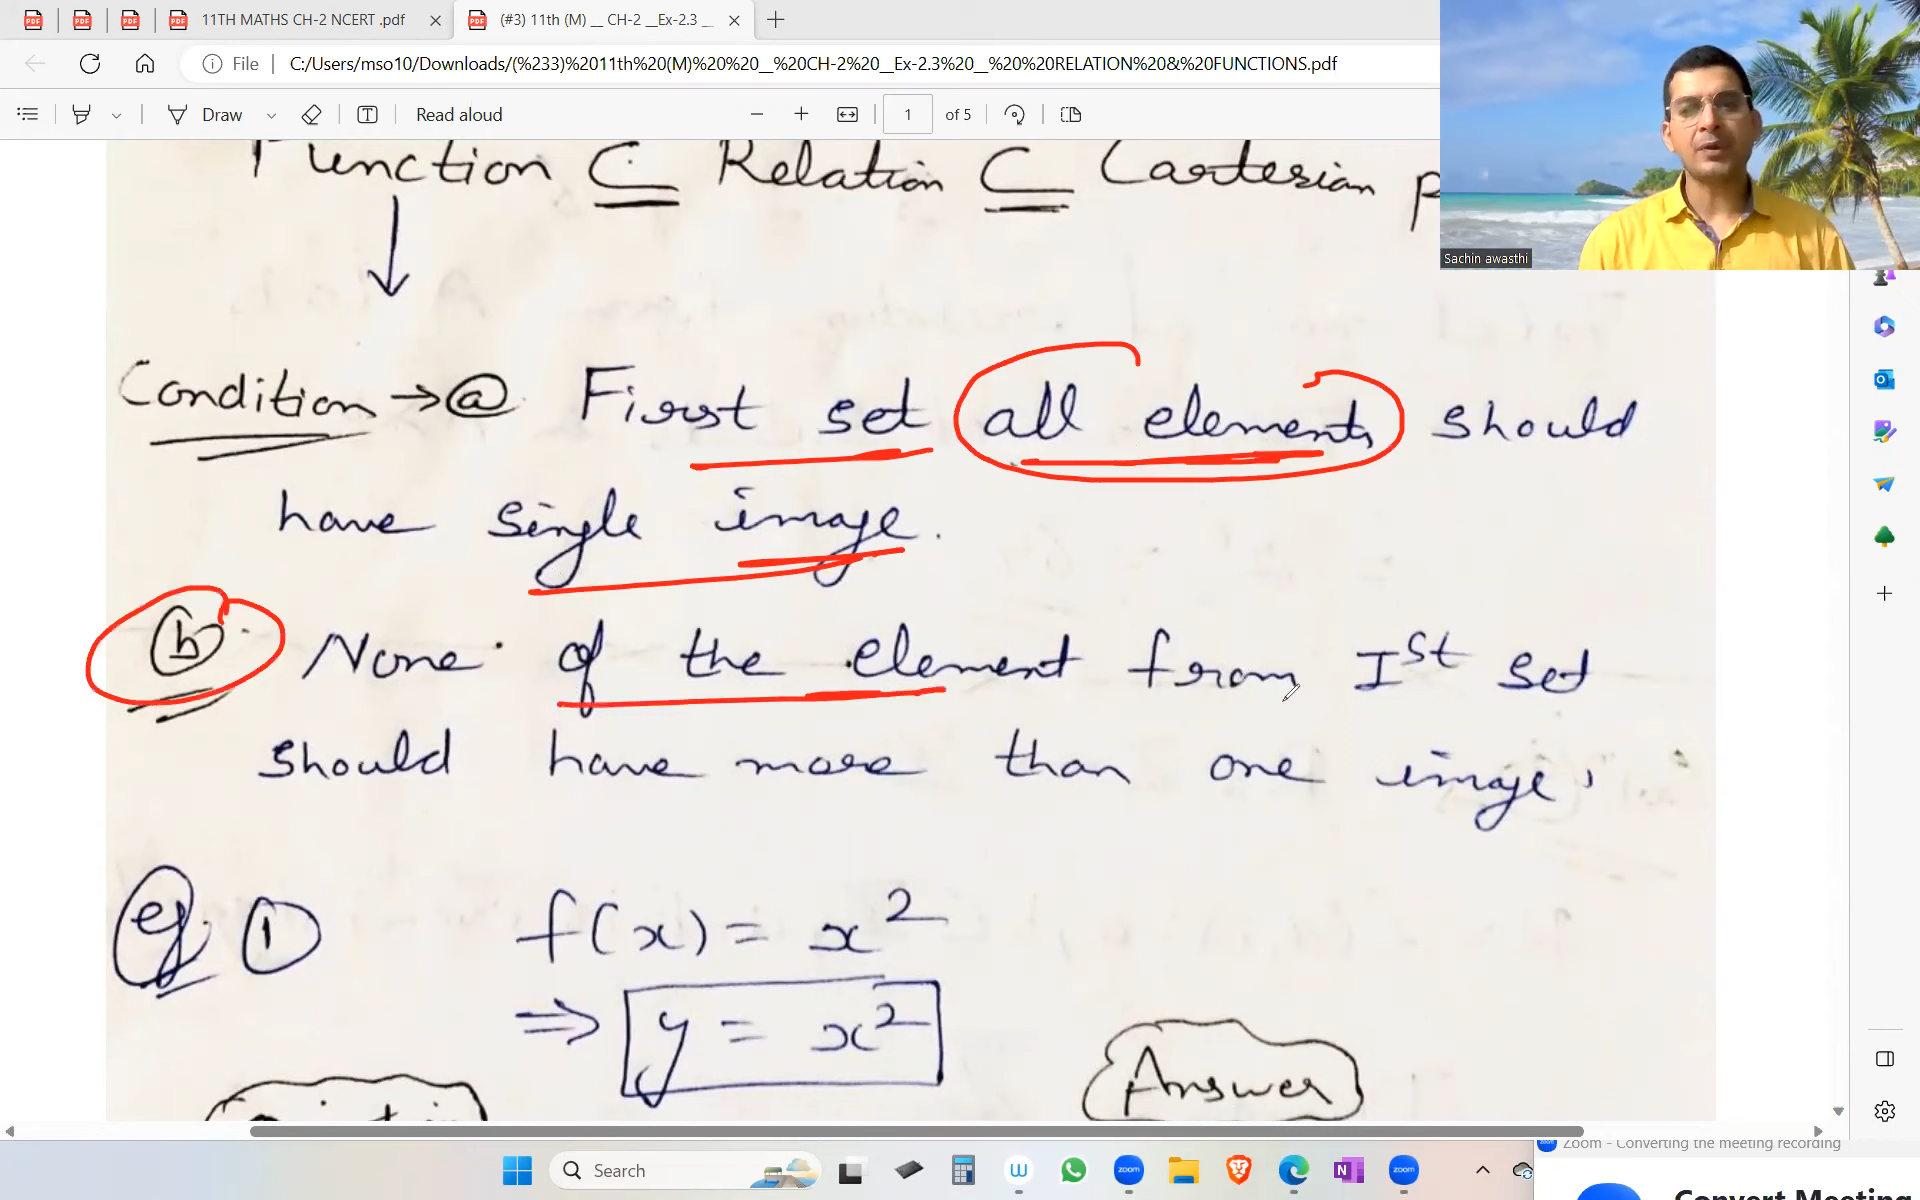 11TH MATHS CH-2 NCERT .pdf
(#3) 11th (M) __ CH-2 __Ex-2.3 __
File
C:/Users/mso10/Downloads/(%233)%2011th%20(M)%20%20__%20CH-2%20__Ex-2.3%20__%20%20RELATION%20&%20FUNCTIONS.pdf
Draw
Read aloud
1 of 5
Sachin awasthi
Function ⊆ Relation ⊆ Cartesian p
Condition → (a) First set all elements should
have single image.
(b) None of the element from Ist set
should have more than one image,
eg. (1) f(x) = x²
⇒ y = x²
Answer
Zoom - Converting the meeting recording
Search
Convert Meeting